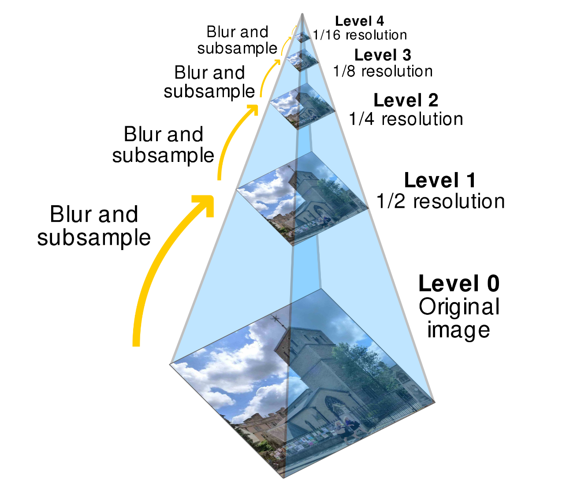 Level 4
1/16 resolution
Blur and
subsample
Level 3
1/8 resolution
Blur and
subsample
Level 2
1/4 resolution
Blur and
subsample
Level 1
1/2 resolution
Blur and
subsample
Level 0
Original
image